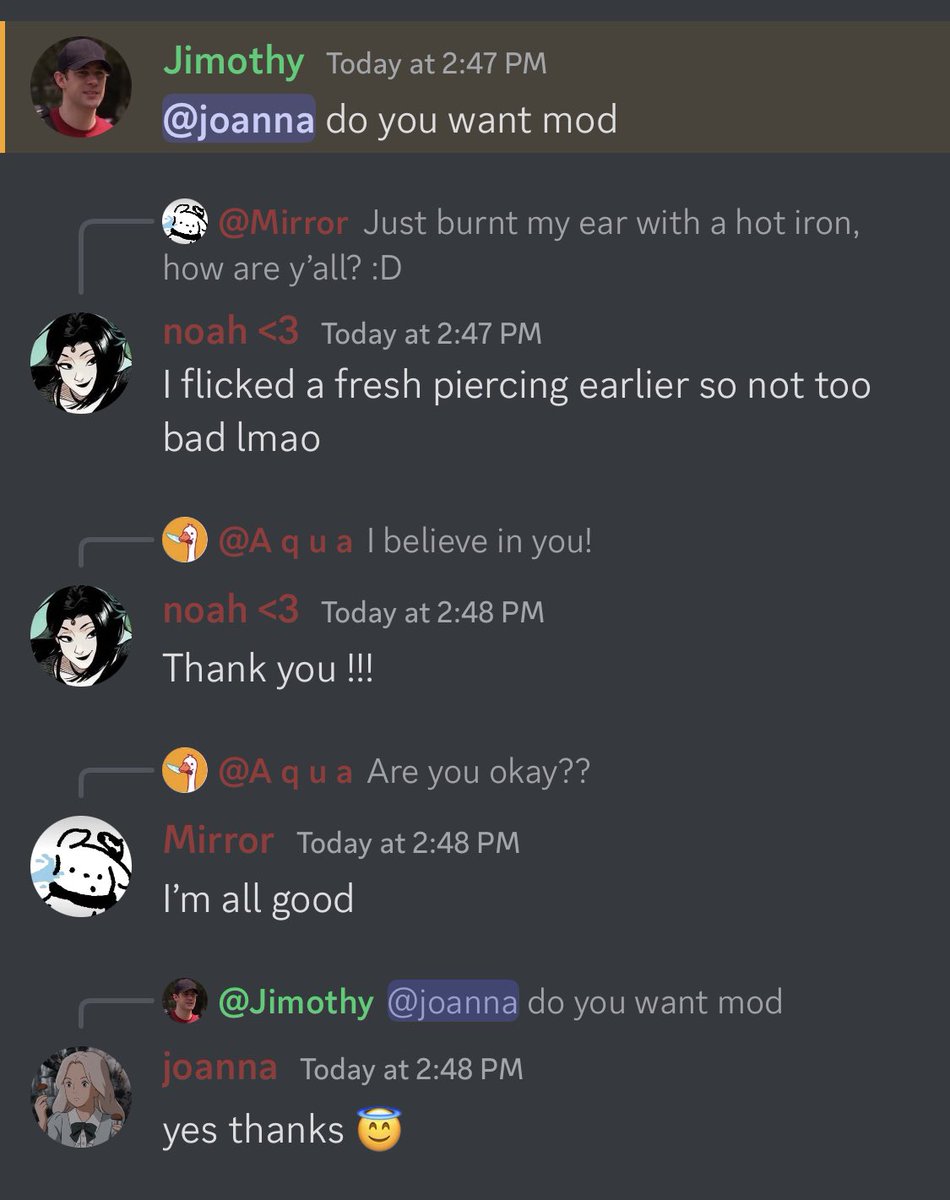 Jimothy Today at 2:47 PM
@joanna do you want mod
@Mirror Just burnt my ear with a hot iron,
how are y’all? :D
noah <3 Today at 2:47 PM
I flicked a fresh piercing earlier so not too
bad lmao
@A q u a I believe in you!
noah <3 Today at 2:48 PM
Thank you !!!
@A q u a Are you okay??
Mirror Today at 2:48 PM
I’m all good
@Jimothy @joanna do you want mod
joanna Today at 2:48 PM
yes thanks 😇